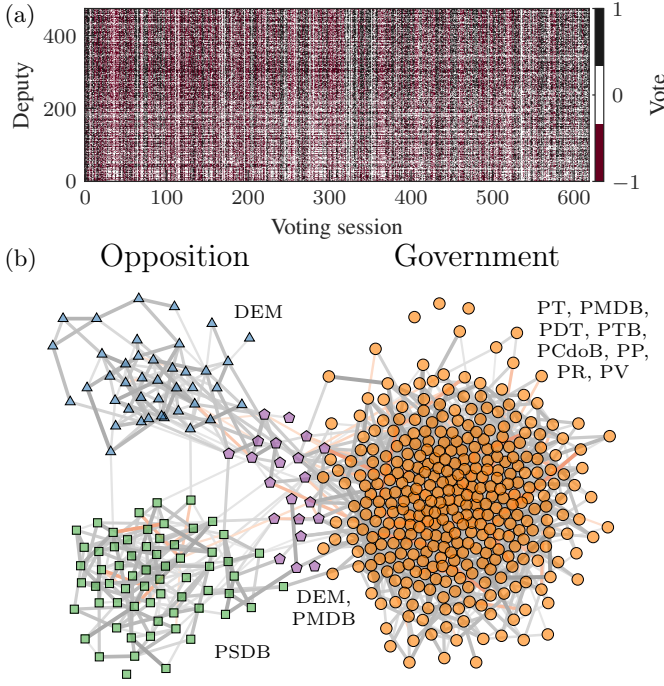 (a)
400
200
0
Deputy
0
100
200
300
400
500
600
Voting session
1
0
−1
Vote
(b)
Opposition
Government
DEM
PT, PMDB,
PDT, PTB,
PCdoB, PP,
PR, PV
DEM,
PMDB
PSDB